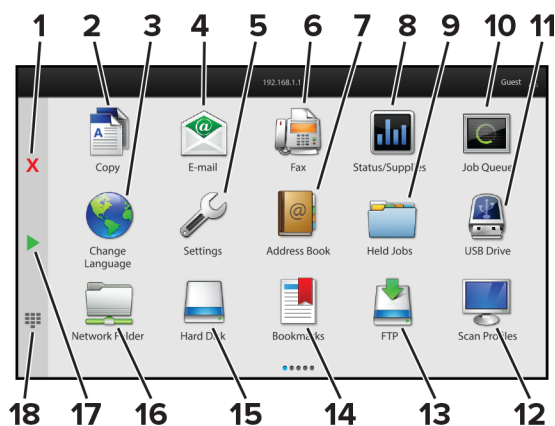 1 2 3 4 5 6 7 8 9 10 11
192.168.1.1
Guest
Copy E-mail Fax Status/Supplies Job Queue
X
Change Language Settings Address Book Held Jobs USB Drive
Network Folder Hard Disk Bookmarks FTP Scan Profiles
18 17 16 15 14 13 12